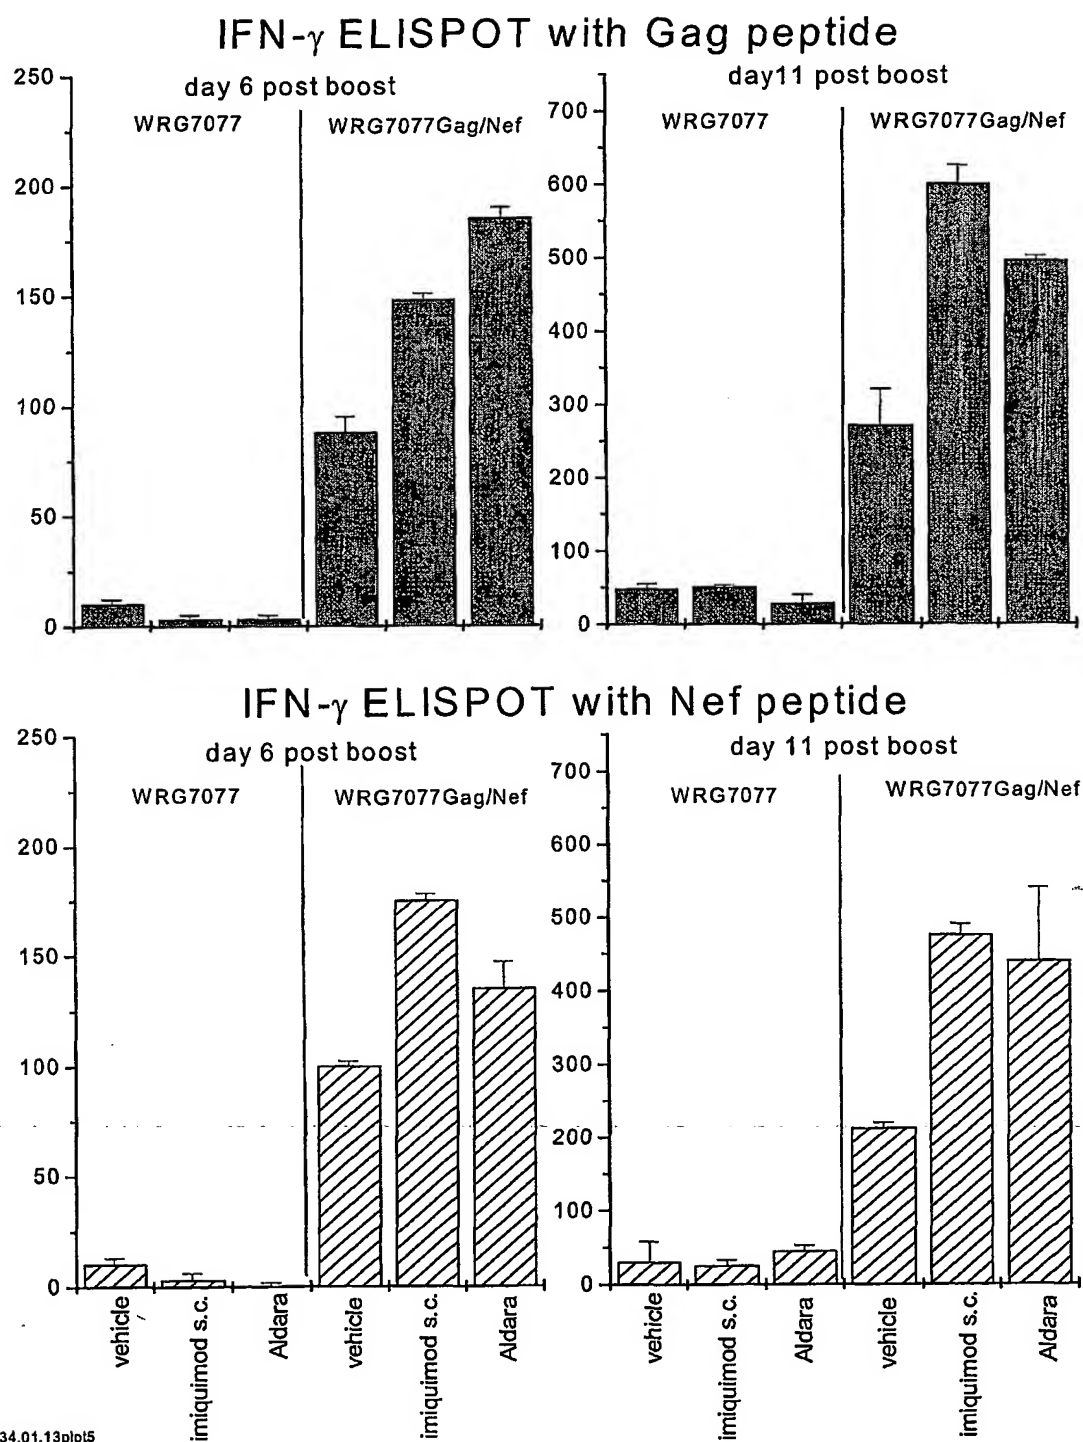 IFN-γ ELISPOT with Gag peptide
day 6 post boost
WRG7077
WRG7077Gag/Nef
250
200
150
100
50
0
day11 post boost
WRG7077
WRG7077Gag/Nef
700
600
500
400
300
200
100
0
IFN-γ ELISPOT with Nef peptide
day 6 post boost
WRG7077
WRG7077Gag/Nef
250
200
150
100
50
0
vehicle
imiquimod s.c.
Aldara
vehicle
imiquimod s.c.
Aldara
day 11 post boost
WRG7077
WRG7077Gag/Nef
700
600
500
400
300
200
100
0
vehicle
imiquimod s.c.
Aldara
vehicle
imiquimod s.c.
Aldara